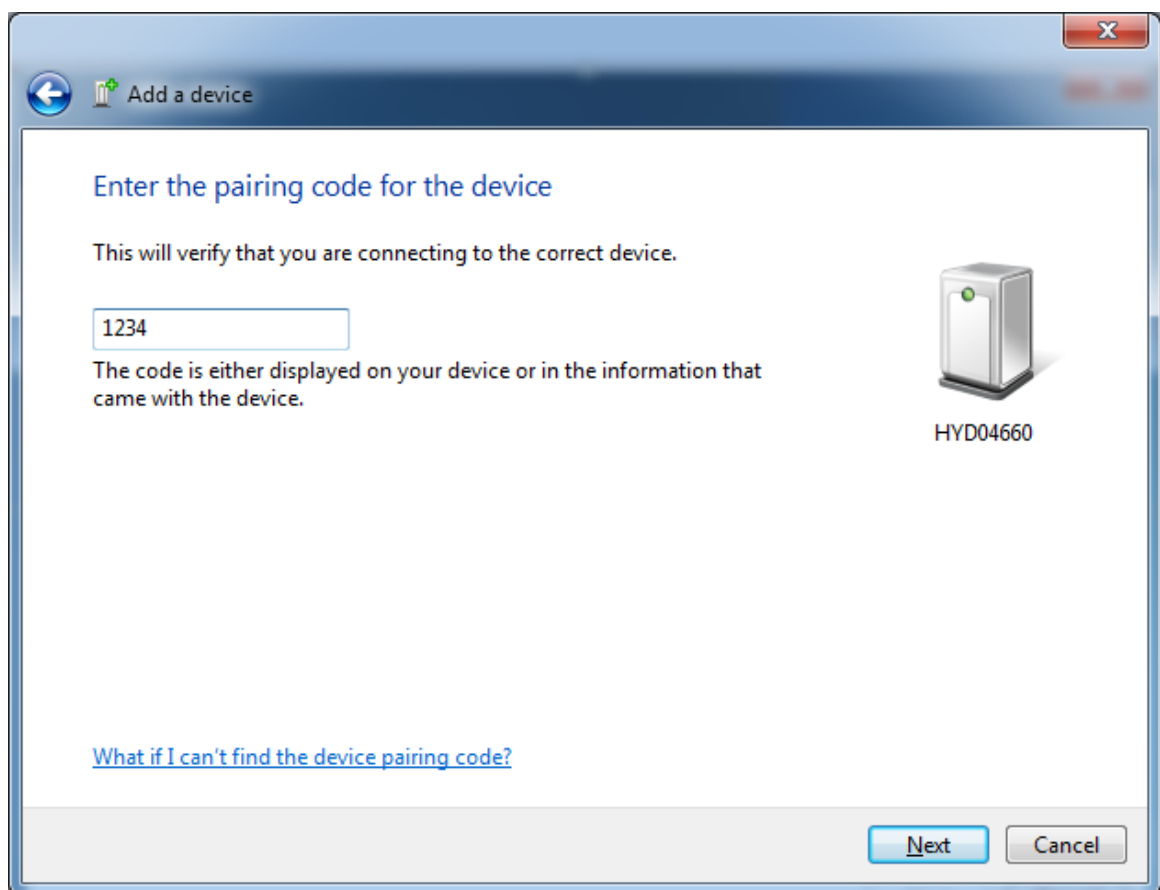 Add a device
Enter the pairing code for the device
This will verify that you are connecting to the correct device.
1234
The code is either displayed on your device or in the information that
came with the device.
HYD04660
What if I can't find the device pairing code?
Next
Cancel